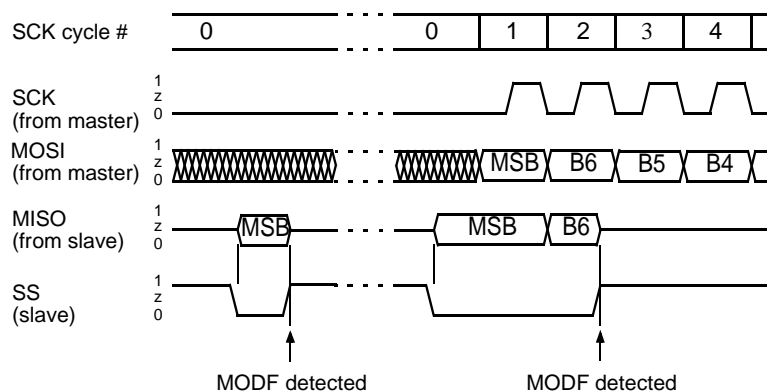 SCK cycle # 0 0 1 2 3 4
SCK
(from master)
1
z
0
MOSI
(from master)
1
z
0
MSB B6 B5 B4
MISO
(from slave)
1
z
0
MSB MSB B6
SS
(slave)
1
z
0
MODF detected MODF detected